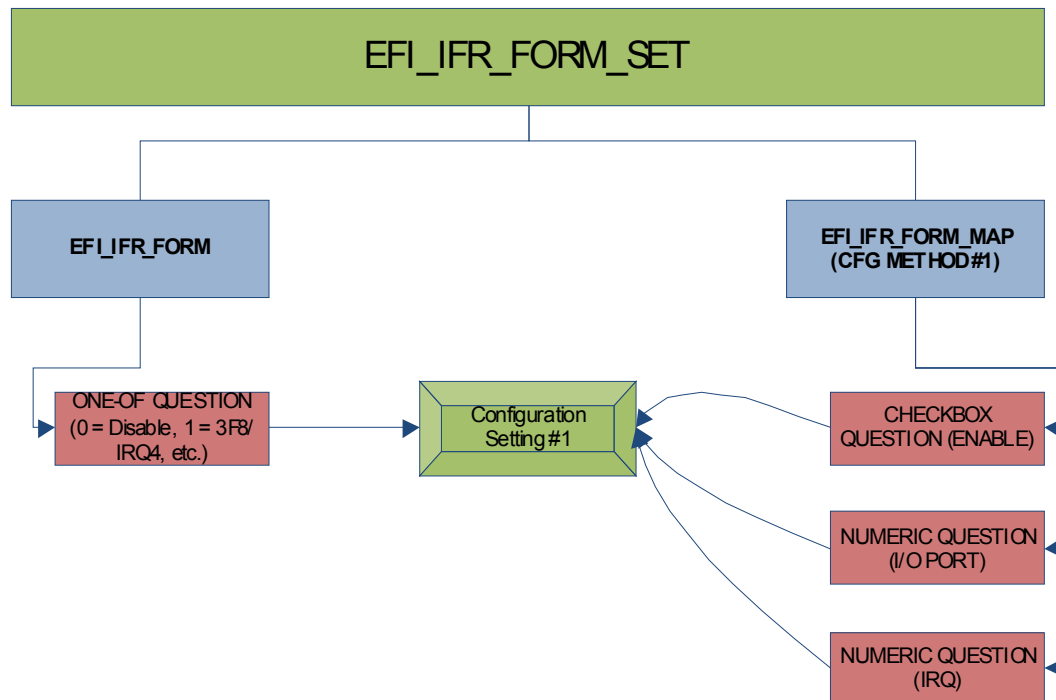 EFI_IFR_FORM_SET
EFI_IFR_FORM
EFI_IFR_FORM_MAP
(CFG METHOD #1)
ONE-OF QUESTION
(0 = Disable, 1 = 3F8/
IRQ4, etc.)
Configuration
Setting #1
CHECKBOX
QUESTION (ENABLE)
NUMERIC QUESTION
(I/O PORT)
NUMERIC QUESTION
(IRQ)